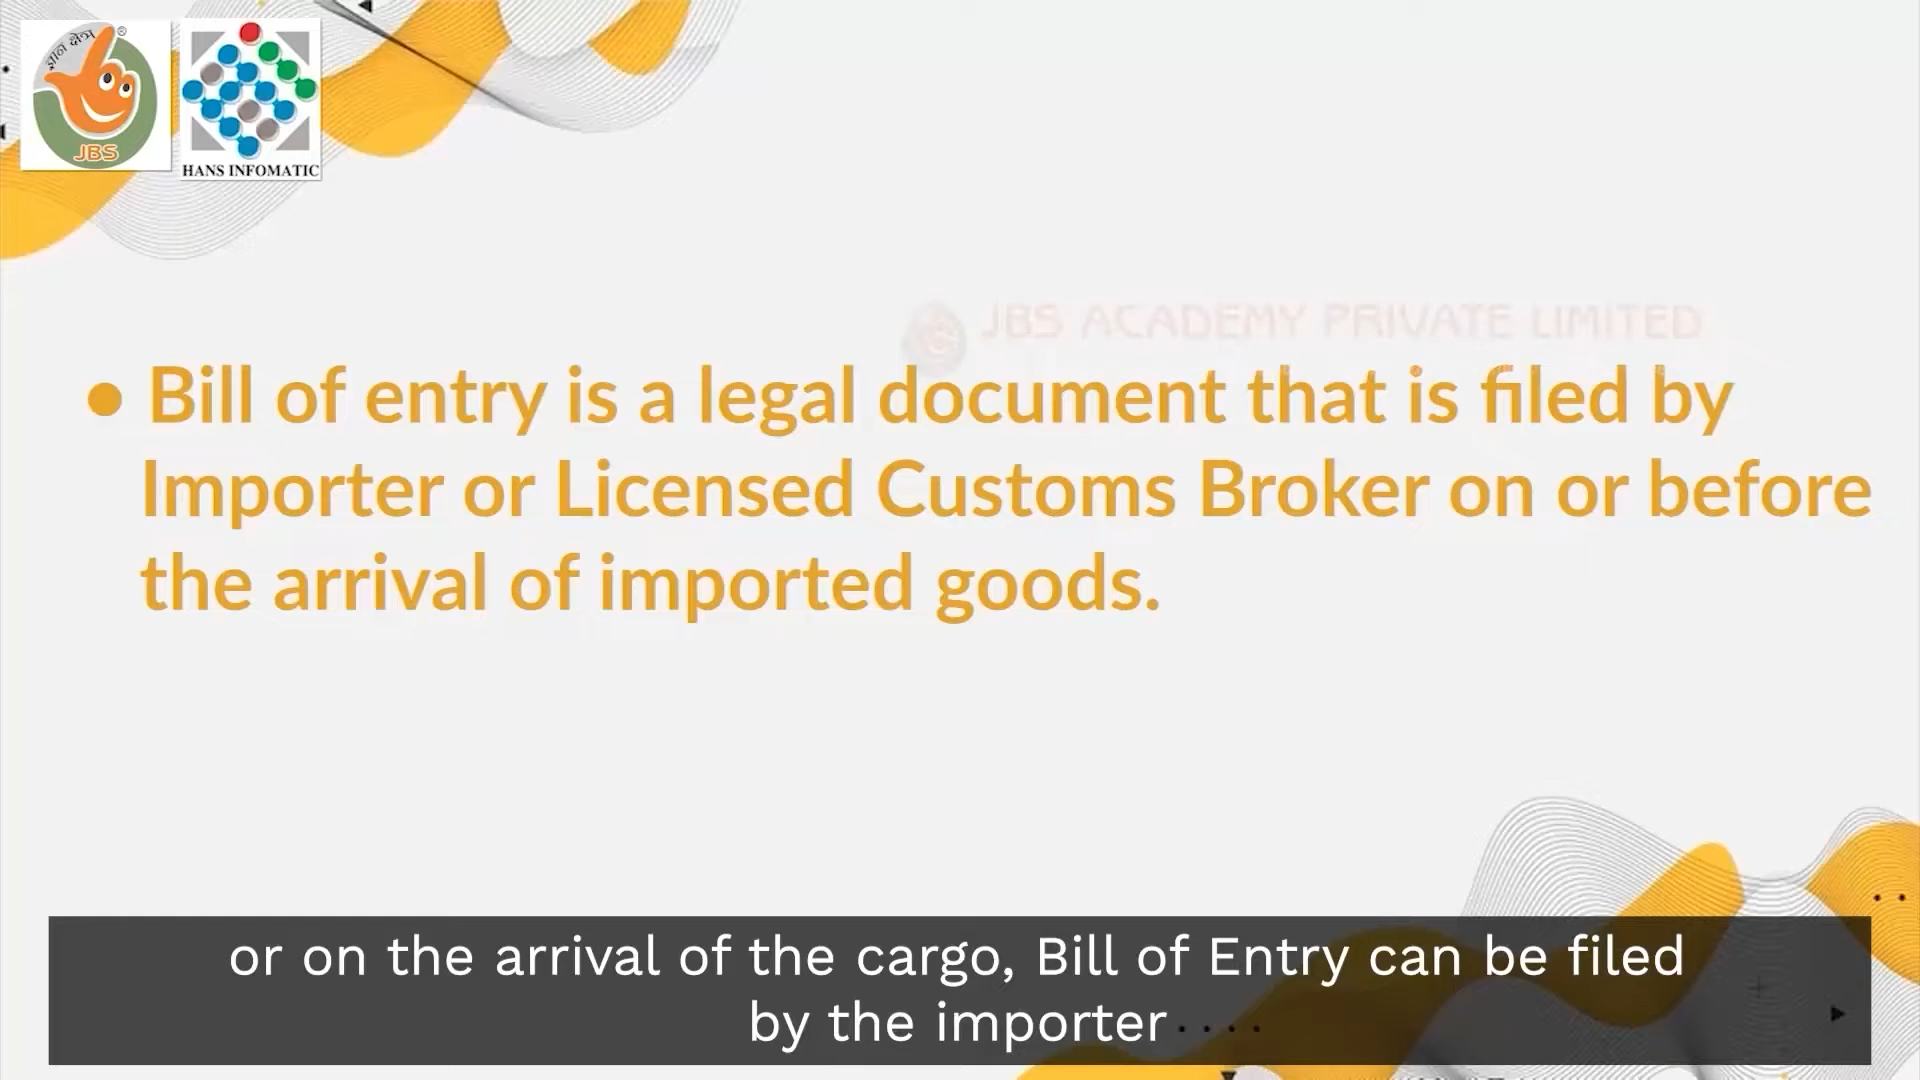 ज्ञान क्षेत्र
®
JBS
HANS INFOMATIC
JBS ACADEMY PRIVATE LIMITED
• Bill of entry is a legal document that is filed by
Importer or Licensed Customs Broker on or before
the arrival of imported goods.
or on the arrival of the cargo, Bill of Entry can be filed
by the importer